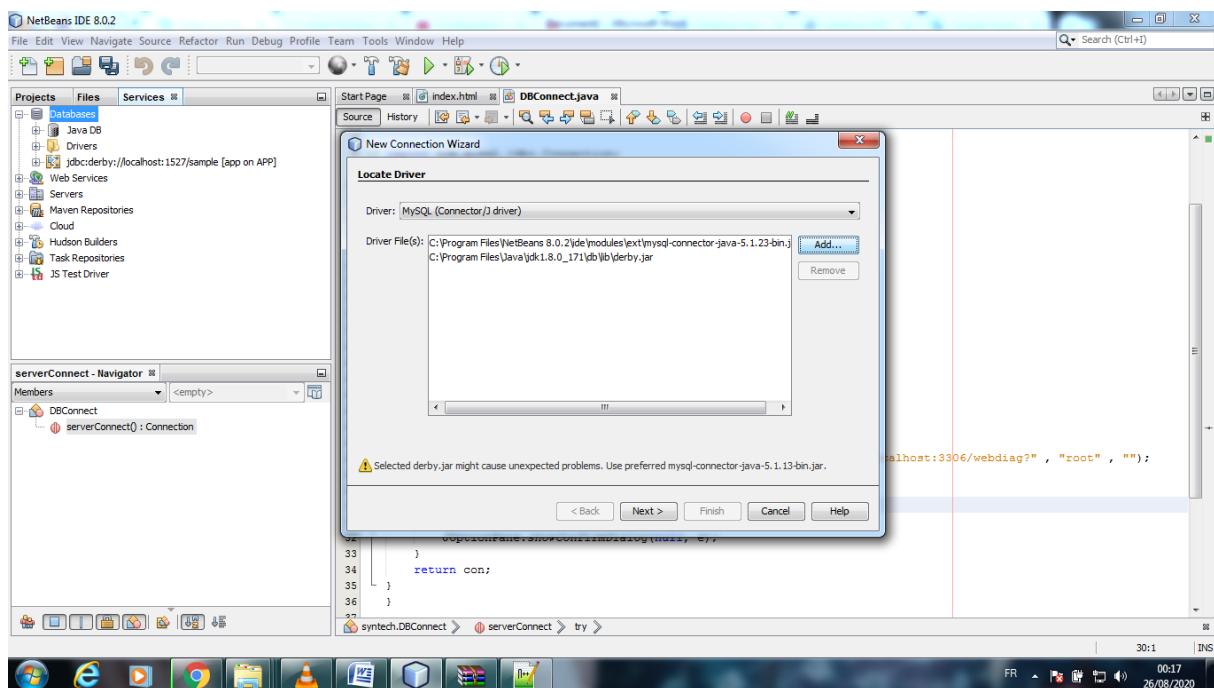 NetBeans IDE 8.0.2
File Edit View Navigate Source Refactor Run Debug Profile Team Tools Window Help
Search (Ctrl+I)
Projects Files Services
Start Page index.html DBConnect.java
Source History
Databases
Java DB
Drivers
jdbc:derby://localhost:1527/sample [app on APP]
Web Services
Servers
Maven Repositories
Cloud
Hudson Builders
Task Repositories
JS Test Driver
serverConnect - Navigator
Members <empty>
DBConnect
serverConnect() : Connection
New Connection Wizard
Locate Driver
Driver: MySQL (Connector/J driver)
Driver File(s): C:\Program Files\NetBeans 8.0.2\ide\modules\ext\mysql-connector-java-5.1.23-bin.j
C:\Program Files\Java\jdk1.8.0_171\db\lib\derby.jar
Add...
Remove
Selected derby.jar might cause unexpected problems. Use preferred mysql-connector-java-5.1.13-bin.jar.
< Back Next > Finish Cancel Help
alhost:3306/webdiag?" , "root" , "");
33 }
34 return con;
35 }
36 }
syntech.DBConnect serverConnect try
30:1 INS
FR 00:17
26/08/2020